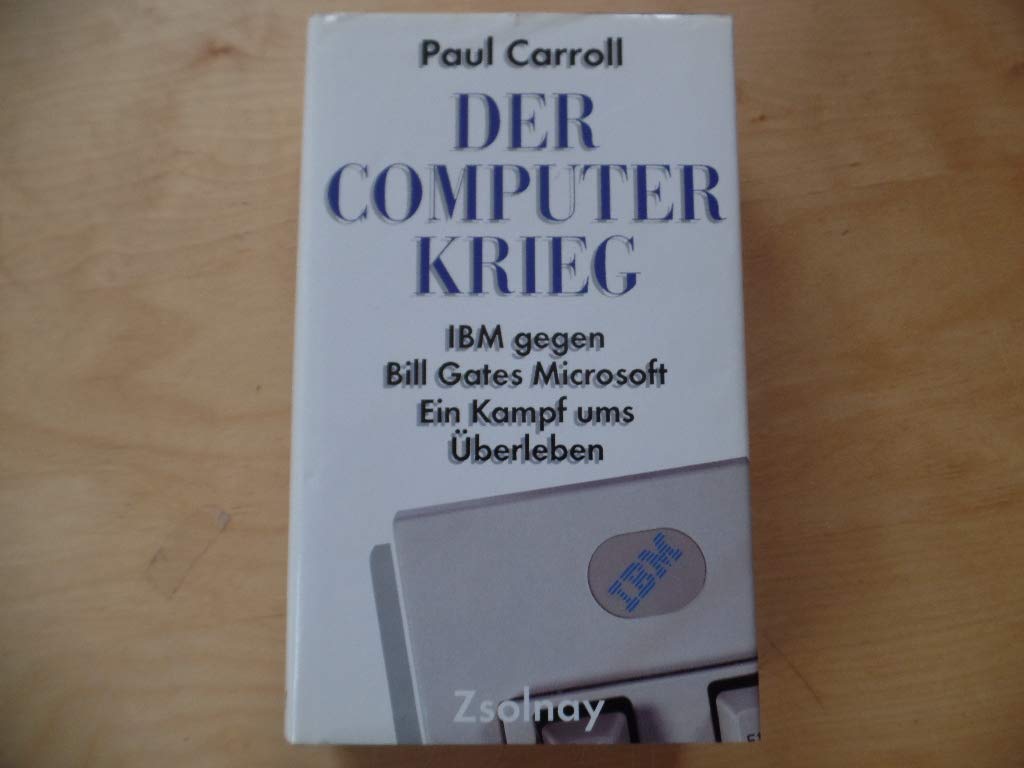 Paul Carroll
DER
COMPUTER
KRIEG
IBM gegen
Bill Gates Microsoft
Ein Kampf ums
Überleben
IBM
Zsolnay